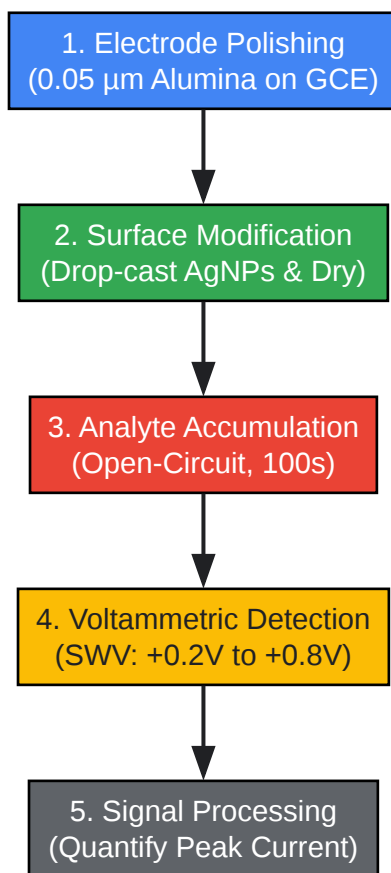 1. Electrode Polishing
(0.05 µm Alumina on GCE)
2. Surface Modification
(Drop-cast AgNPs & Dry)
3. Analyte Accumulation
(Open-Circuit, 100s)
4. Voltammetric Detection
(SWV: +0.2V to +0.8V)
5. Signal Processing
(Quantify Peak Current)